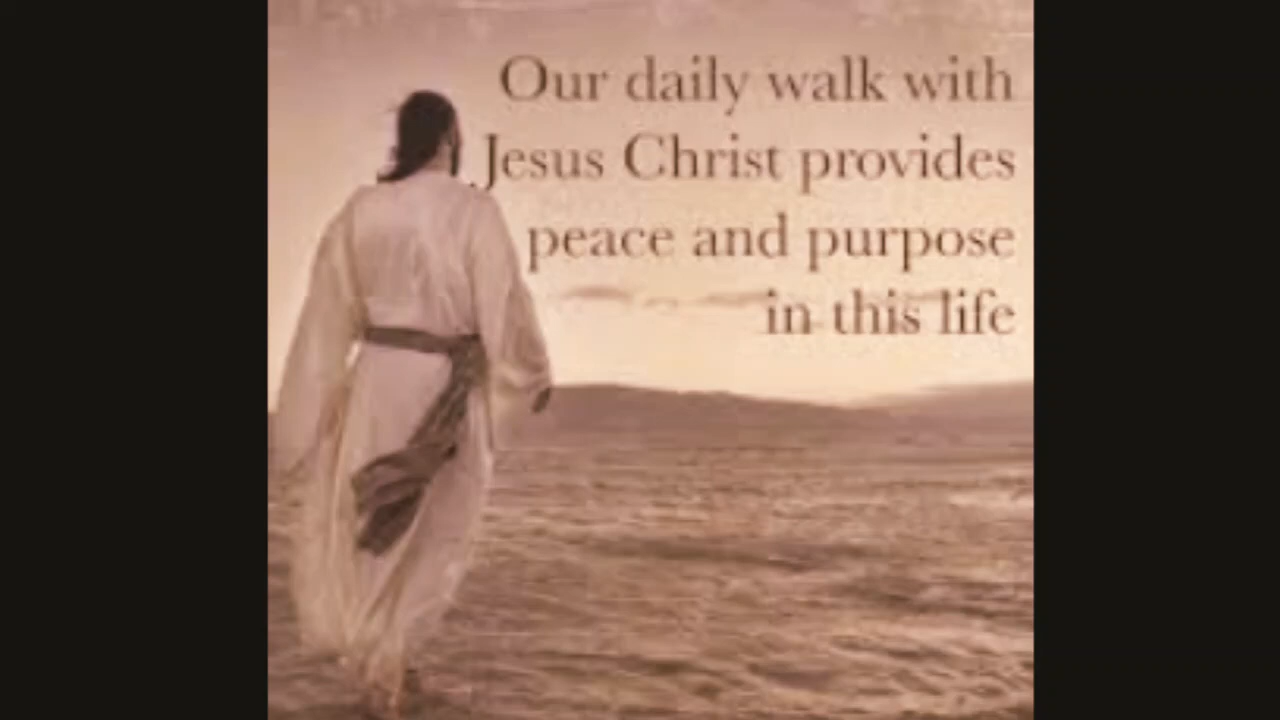 Our daily walk with
Jesus Christ provides
peace and purpose
in this life